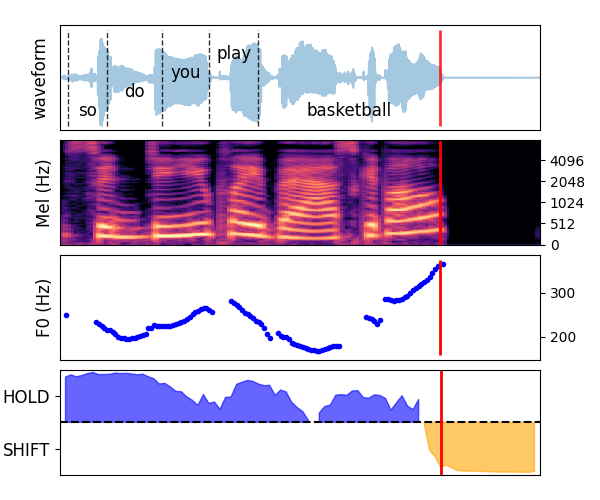 waveform
so
do
you
play
basketball
Mel (Hz)
4096
2048
1024
512
0
F0 (Hz)
300
200
HOLD
SHIFT